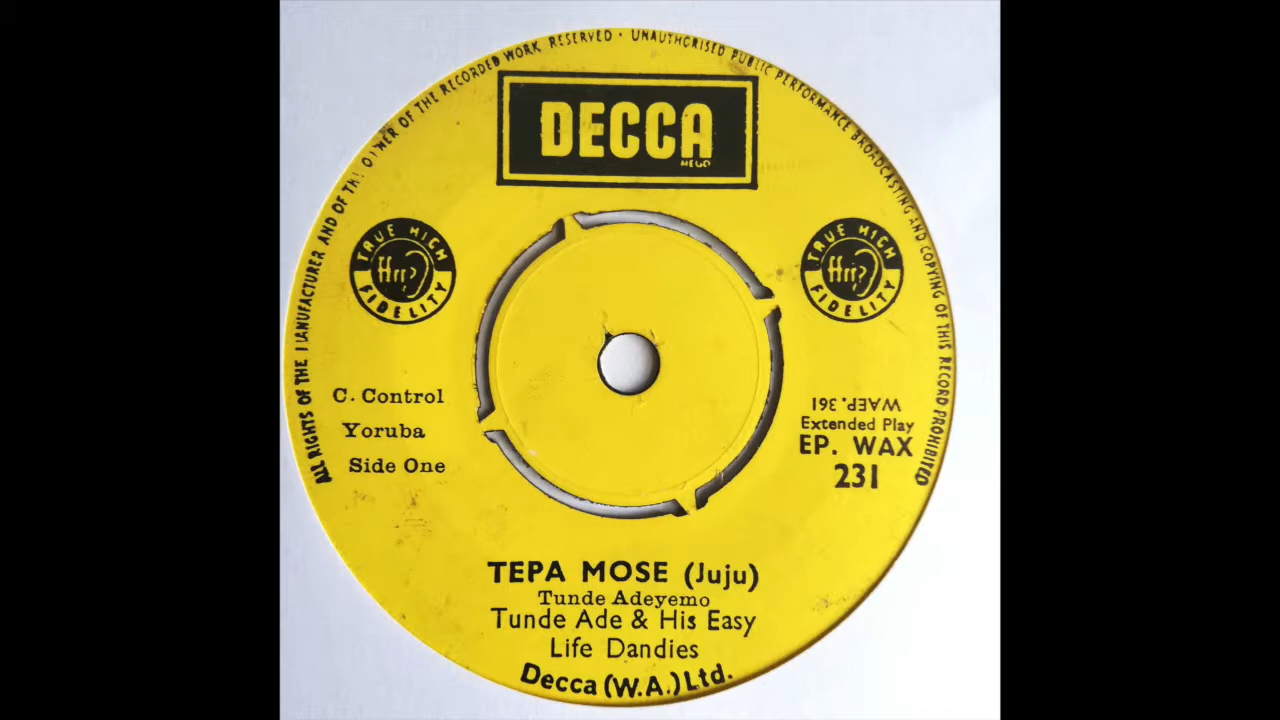 ALL RIGHTS OF THE MANUFACTURER AND OF THE OWNER OF THE RECORDED WORK RESERVED · UNAUTHORISED PUBLIC PERFORMANCE BROADCASTING AND COPYING OF THIS RECORD PROHIBITED
DECCA
TRUE HIGH FIDELITY
TRUE HIGH FIDELITY
C. Control
Yoruba
Side One
WAEP. 361
Extended Play
EP. WAX
231
TEPA MOSE (Juju)
Tunde Adeyemo
Tunde Ade & His Easy
Life Dandies
Decca (W.A.) Ltd.